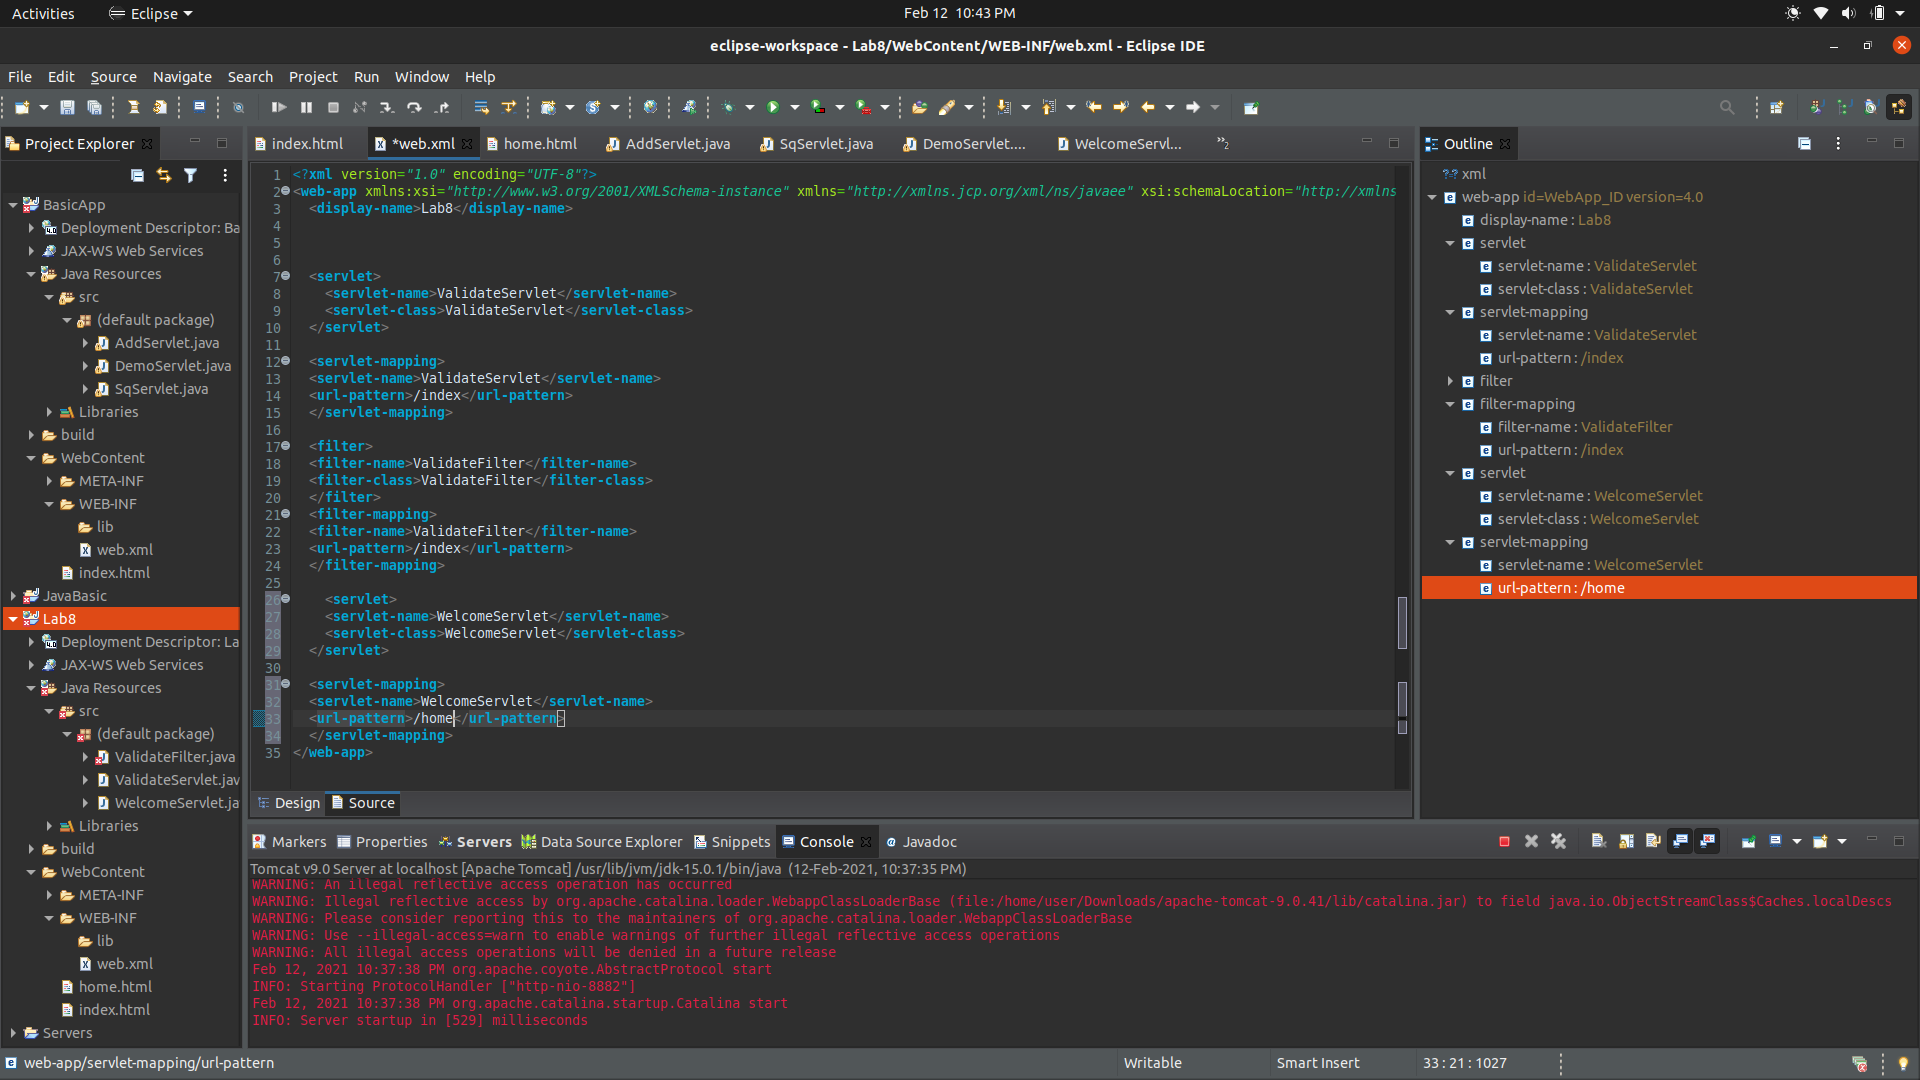 Activities
Eclipse
Feb 12 10:43 PM
eclipse-workspace - Lab8/WebContent/WEB-INF/web.xml - Eclipse IDE
File Edit Source Navigate Search Project Run Window Help
Project Explorer
BasicApp
Deployment Descriptor: Ba
JAX-WS Web Services
Java Resources
src
(default package)
AddServlet.java
DemoServlet.java
SqServlet.java
Libraries
build
WebContent
META-INF
WEB-INF
lib
web.xml
index.html
JavaBasic
Lab8
Deployment Descriptor: La
JAX-WS Web Services
Java Resources
src
(default package)
ValidateFilter.java
ValidateServlet.jav
WelcomeServlet.ja
Libraries
build
WebContent
META-INF
WEB-INF
lib
web.xml
home.html
index.html
Servers
index.html *web.xml home.html AddServlet.java SqServlet.java DemoServlet.... WelcomeServl... »2
1 <?xml version="1.0" encoding="UTF-8"?>
2 <web-app xmlns:xsi="http://www.w3.org/2001/XMLSchema-instance" xmlns="http://xmlns.jcp.org/xml/ns/javaee" xsi:schemaLocation="http://xmlns
3 <display-name>Lab8</display-name>
4
5
6
7 <servlet>
8 <servlet-name>ValidateServlet</servlet-name>
9 <servlet-class>ValidateServlet</servlet-class>
10 </servlet>
11
12 <servlet-mapping>
13 <servlet-name>ValidateServlet</servlet-name>
14 <url-pattern>/index</url-pattern>
15 </servlet-mapping>
16
17 <filter>
18 <filter-name>ValidateFilter</filter-name>
19 <filter-class>ValidateFilter</filter-class>
20 </filter>
21 <filter-mapping>
22 <filter-name>ValidateFilter</filter-name>
23 <url-pattern>/index</url-pattern>
24 </filter-mapping>
25
26 <servlet>
27 <servlet-name>WelcomeServlet</servlet-name>
28 <servlet-class>WelcomeServlet</servlet-class>
29 </servlet>
30
31 <servlet-mapping>
32 <servlet-name>WelcomeServlet</servlet-name>
33 <url-pattern>/home</url-pattern>
34 </servlet-mapping>
35 </web-app>
Design Source
Outline
xml
web-app id=WebApp_ID version=4.0
display-name : Lab8
servlet
servlet-name : ValidateServlet
servlet-class : ValidateServlet
servlet-mapping
servlet-name : ValidateServlet
url-pattern : /index
filter
filter-mapping
filter-name : ValidateFilter
url-pattern : /index
servlet
servlet-name : WelcomeServlet
servlet-class : WelcomeServlet
servlet-mapping
servlet-name : WelcomeServlet
url-pattern : /home
Markers Properties Servers Data Source Explorer Snippets Console Javadoc
Tomcat v9.0 Server at localhost [Apache Tomcat] /usr/lib/jvm/jdk-15.0.1/bin/java (12-Feb-2021, 10:37:35 PM)
WARNING: An illegal reflective access operation has occurred
WARNING: Illegal reflective access by org.apache.catalina.loader.WebappClassLoaderBase (file:/home/user/Downloads/apache-tomcat-9.0.41/lib/catalina.jar) to field java.io.ObjectStreamClass$Caches.localDescs
WARNING: Please consider reporting this to the maintainers of org.apache.catalina.loader.WebappClassLoaderBase
WARNING: Use --illegal-access=warn to enable warnings of further illegal reflective access operations
WARNING: All illegal access operations will be denied in a future release
Feb 12, 2021 10:37:38 PM org.apache.coyote.AbstractProtocol start
INFO: Starting ProtocolHandler ["http-nio-8882"]
Feb 12, 2021 10:37:38 PM org.apache.catalina.startup.Catalina start
INFO: Server startup in [529] milliseconds
web-app/servlet-mapping/url-pattern
Writable
Smart Insert
33 : 21 : 1027